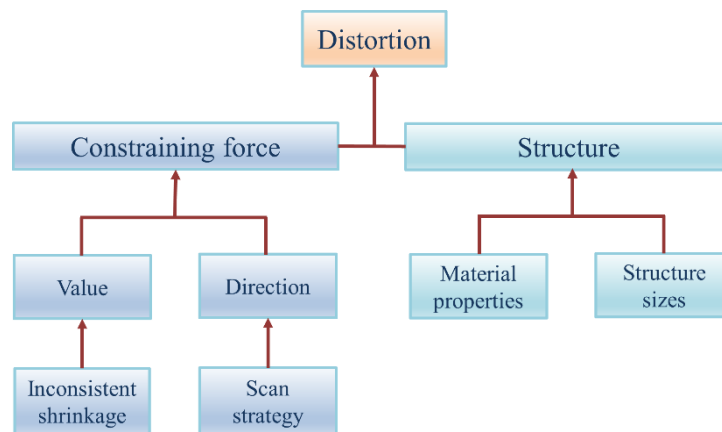 Distortion
Constraining force
Structure
Value
Direction
Material
properties
Structure
sizes
Inconsistent
shrinkage
Scan
strategy